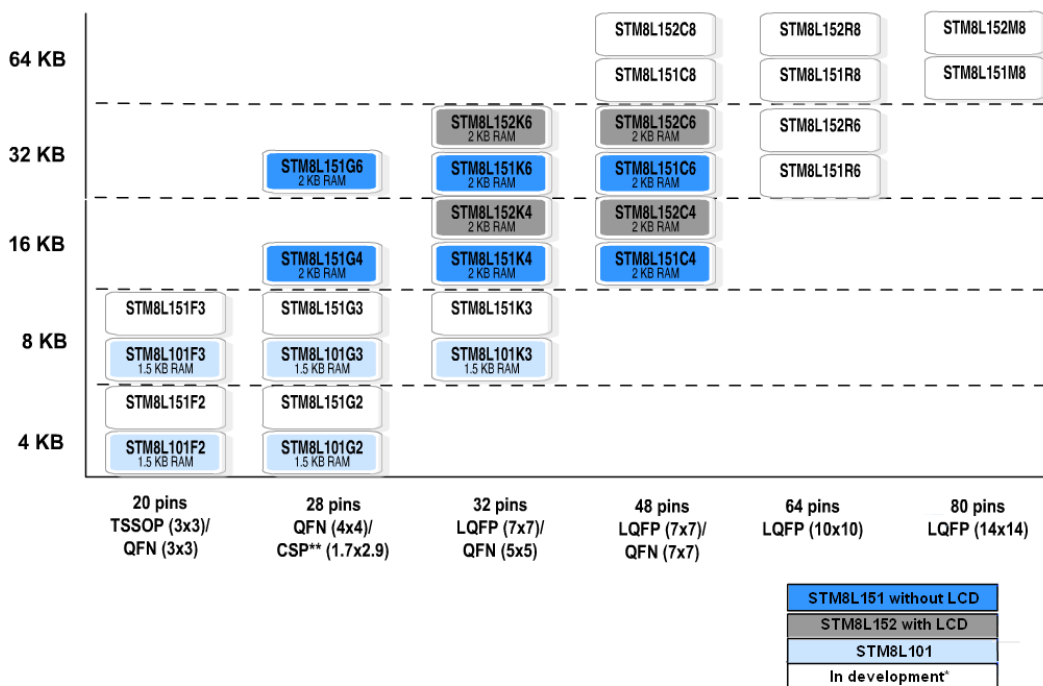 64 KB
STM8L152C8
STM8L152R8
STM8L152M8
STM8L151C8
STM8L151R8
STM8L151M8
32 KB
STM8L152K6
2 KB RAM
STM8L152C6
2 KB RAM
STM8L152R6
STM8L151G6
2 KB RAM
STM8L151K6
2 KB RAM
STM8L151C6
2 KB RAM
STM8L151R6
16 KB
STM8L152K4
2 KB RAM
STM8L152C4
2 KB RAM
STM8L151G4
2 KB RAM
STM8L151K4
2 KB RAM
STM8L151C4
2 KB RAM
8 KB
STM8L151F3
STM8L151G3
STM8L151K3
STM8L101F3
1.5 KB RAM
STM8L101G3
1.5 KB RAM
STM8L101K3
1.5 KB RAM
4 KB
STM8L151F2
STM8L151G2
STM8L101F2
1.5 KB RAM
STM8L101G2
1.5 KB RAM
20 pins
TSSOP (3x3)/
QFN (3x3)
28 pins
QFN (4x4)/
CSP** (1.7x2.9)
32 pins
LQFP (7x7)/
QFN (5x5)
48 pins
LQFP (7x7)/
QFN (7x7)
64 pins
LQFP (10x10)
80 pins
LQFP (14x14)
STM8L151 without LCD
STM8L152 with LCD
STM8L101
In development*